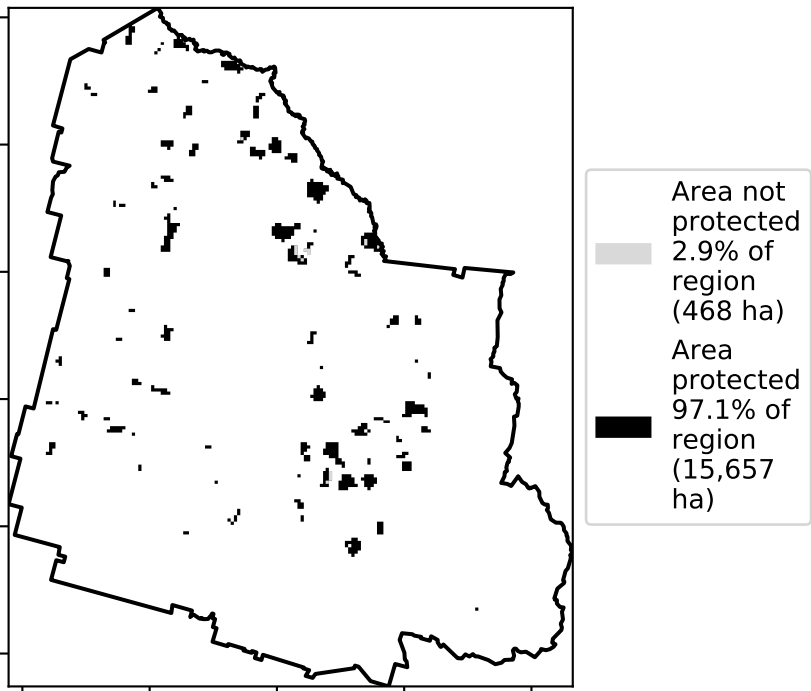 Area not
protected
2.9% of
region
(468 ha)
Area
protected
97.1% of
region
(15,657
ha)